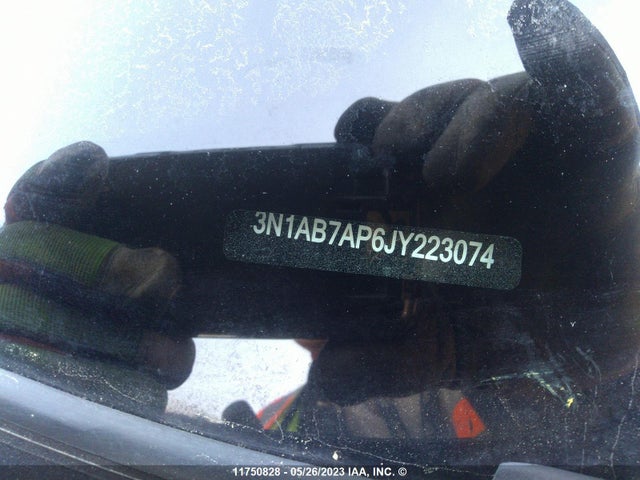 3N1AB7AP6JY223074
11750828 - 05/26/2023 IAA, INC. ©